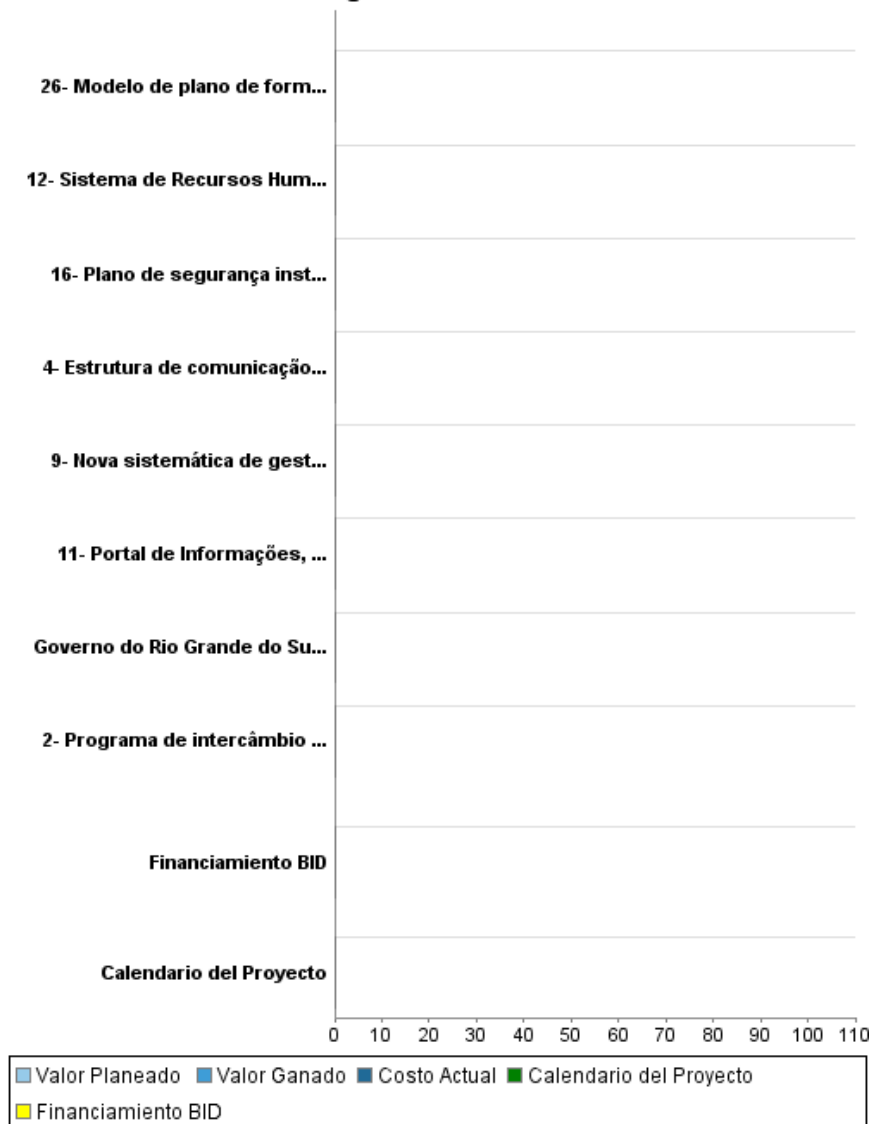 26- Modelo de plano de form...
12- Sistema de Recursos Hum...
16- Plano de segurança inst...
4- Estrutura de comunicação...
9- Nova sistemática de gest...
11- Portal de Informações, ...
Governo do Rio Grande do Su...
2- Programa de intercâmbio ...
Financiamiento BID
Calendario del Proyecto
0 10 20 30 40 50 60 70 80 90 100 110
Valor Planeado Valor Ganado Costo Actual Calendario del Proyecto
Financiamiento BID